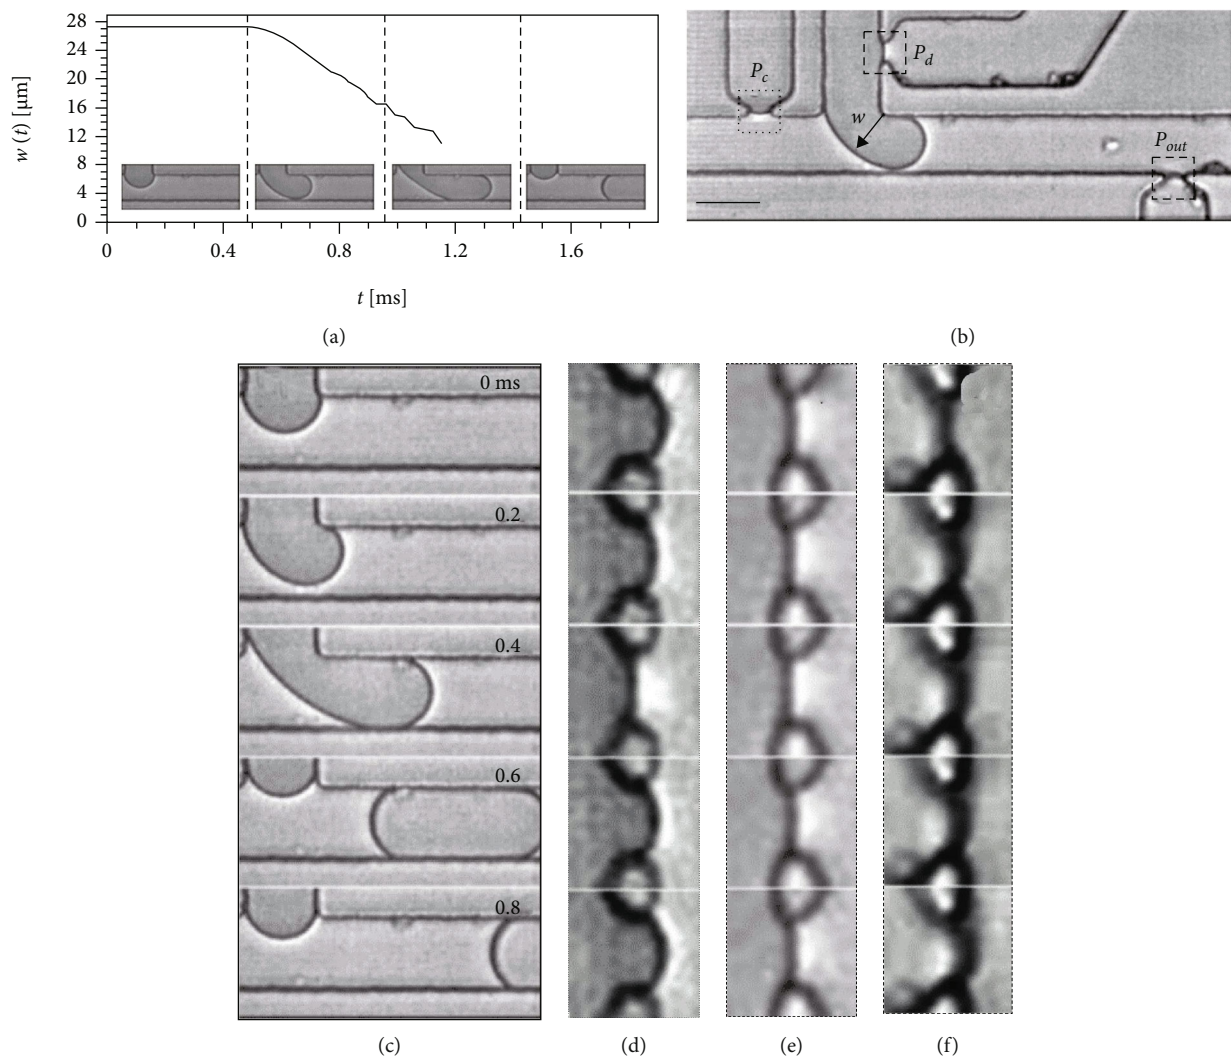 28
24
20
16
12
8
4
0
w (t) [μm]
0 0.4 0.8 1.2 1.6
t [ms]
(a)
P_c
P_d
w
P_out
(b)
0 ms
0.2
0.4
0.6
0.8
(c)
(d)
(e)
(f)